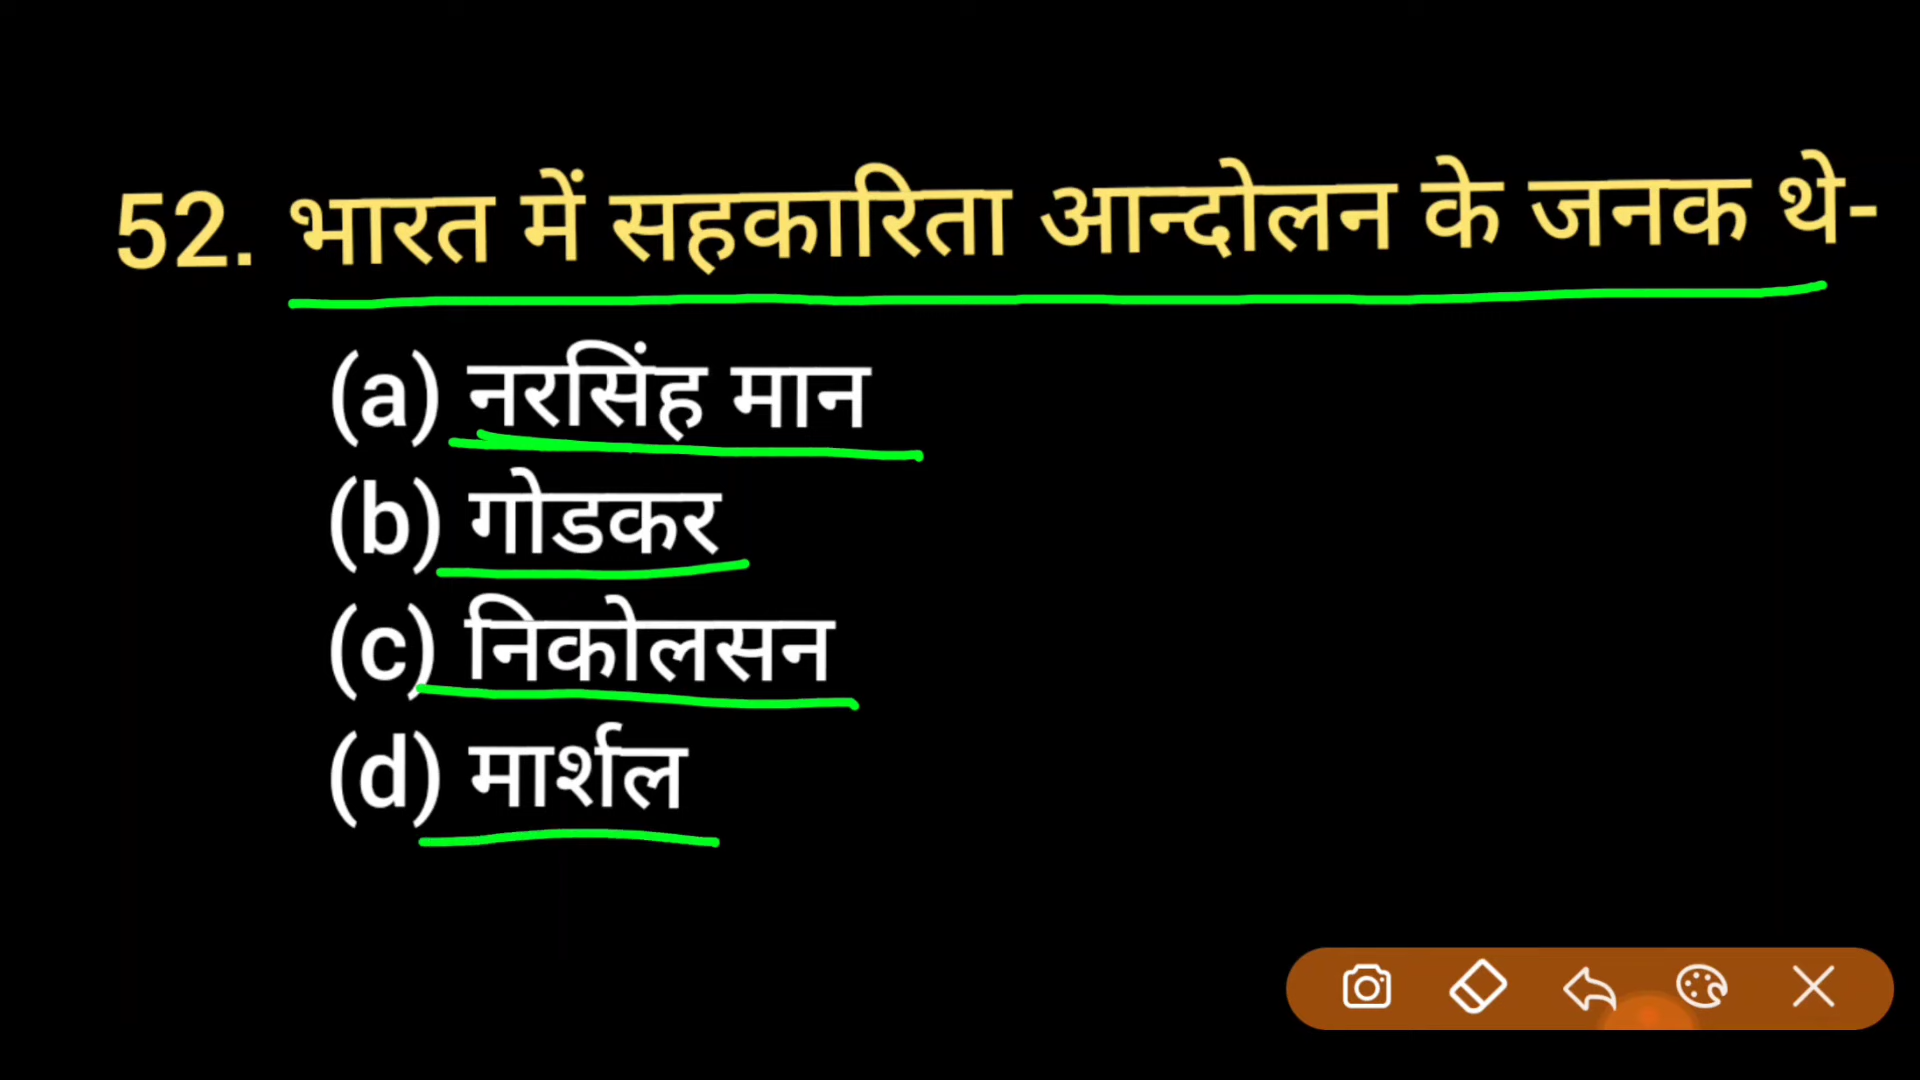 52. भारत में सहकारिता आन्दोलन के जनक थे-
(a) नरसिंह मान
(b) गोडकर
(c) निकोलसन
(d) मार्शल